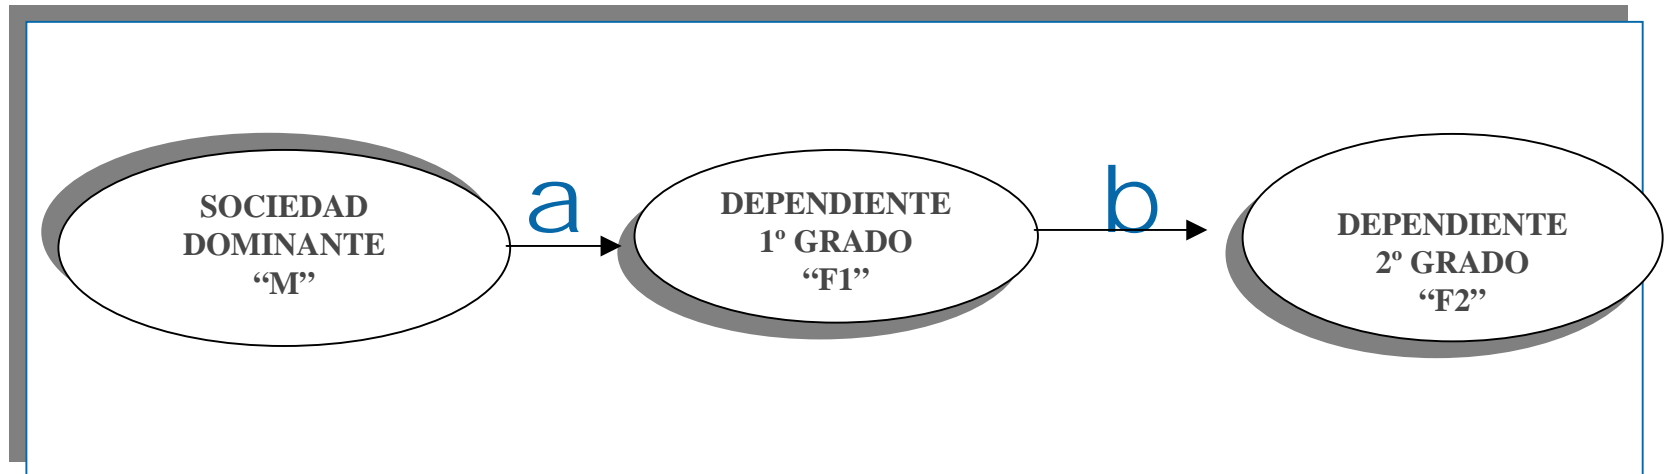 SOCIEDAD
DOMINANTE
“M”
a
DEPENDIENTE
1º GRADO
“F1”
b
DEPENDIENTE
2º GRADO
“F2”